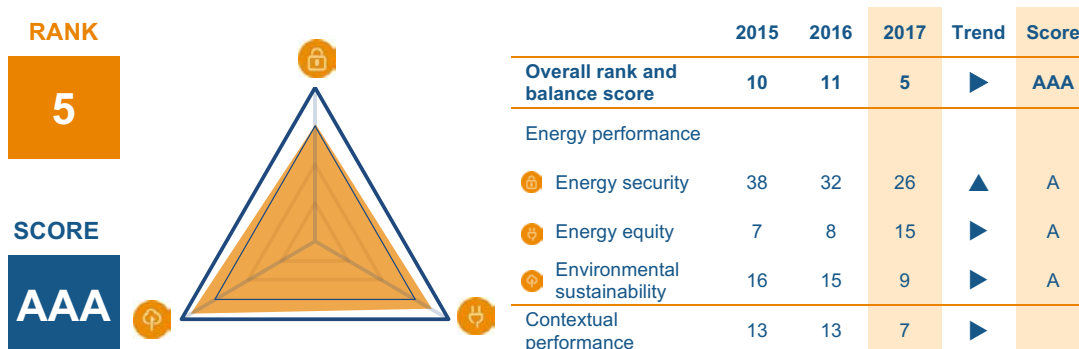 RANK
5
SCORE
AAA
2015 2016 2017 Trend Score
Overall rank and
balance score 10 11 5 AAA
Energy performance
Energy security 38 32 26 A
Energy equity 7 8 15 A
Environmental
sustainability 16 15 9 A
Contextual
performance 13 13 7